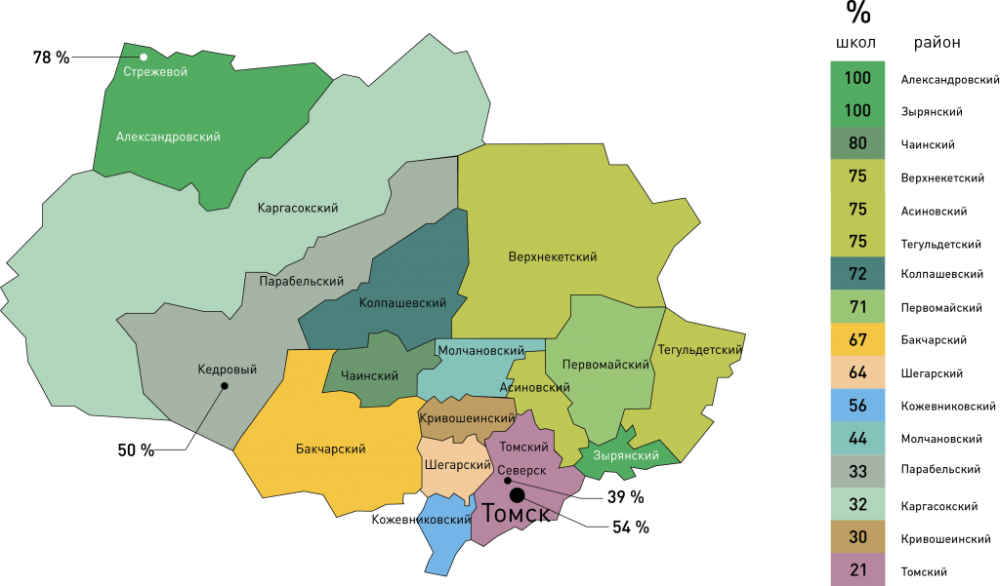 %
школ район
78 %
Стрежевой
100 Александровский
100 Зырянский
Александровский
80 Чаинский
75 Верхнекетский
Каргасокский
75 Асиновский
75 Тегульдетский
Верхнекетский
72 Колпашевский
Парабельский
Колпашевский
71 Первомайский
67 Бакчарский
Молчановский
Тегульдетский
Первомайский
Кедровый
Чаинский
64 Шегарский
Асиновский
56 Кожевниковский
Кривошеинский
44 Молчановский
50 %
Бакчарский
Томский
Зырянский
Шегарский
Северск
33 Парабельский
39 %
32 Каргасокский
Томск
Кожевниковский
54 %
30 Кривошеинский
21 Томский